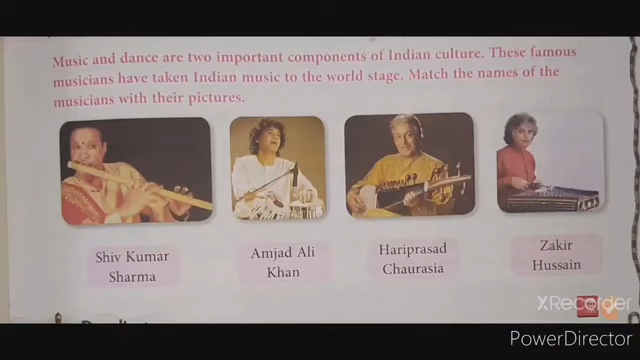 Music and dance are two important components of Indian culture. These famous
musicians have taken Indian music to the world stage. Match the names of the
musicians with their pictures.
Shiv Kumar
Sharma
Amjad Ali
Khan
Hariprasad
Chaurasia
Zakir
Hussain
XRecorder
PowerDirector